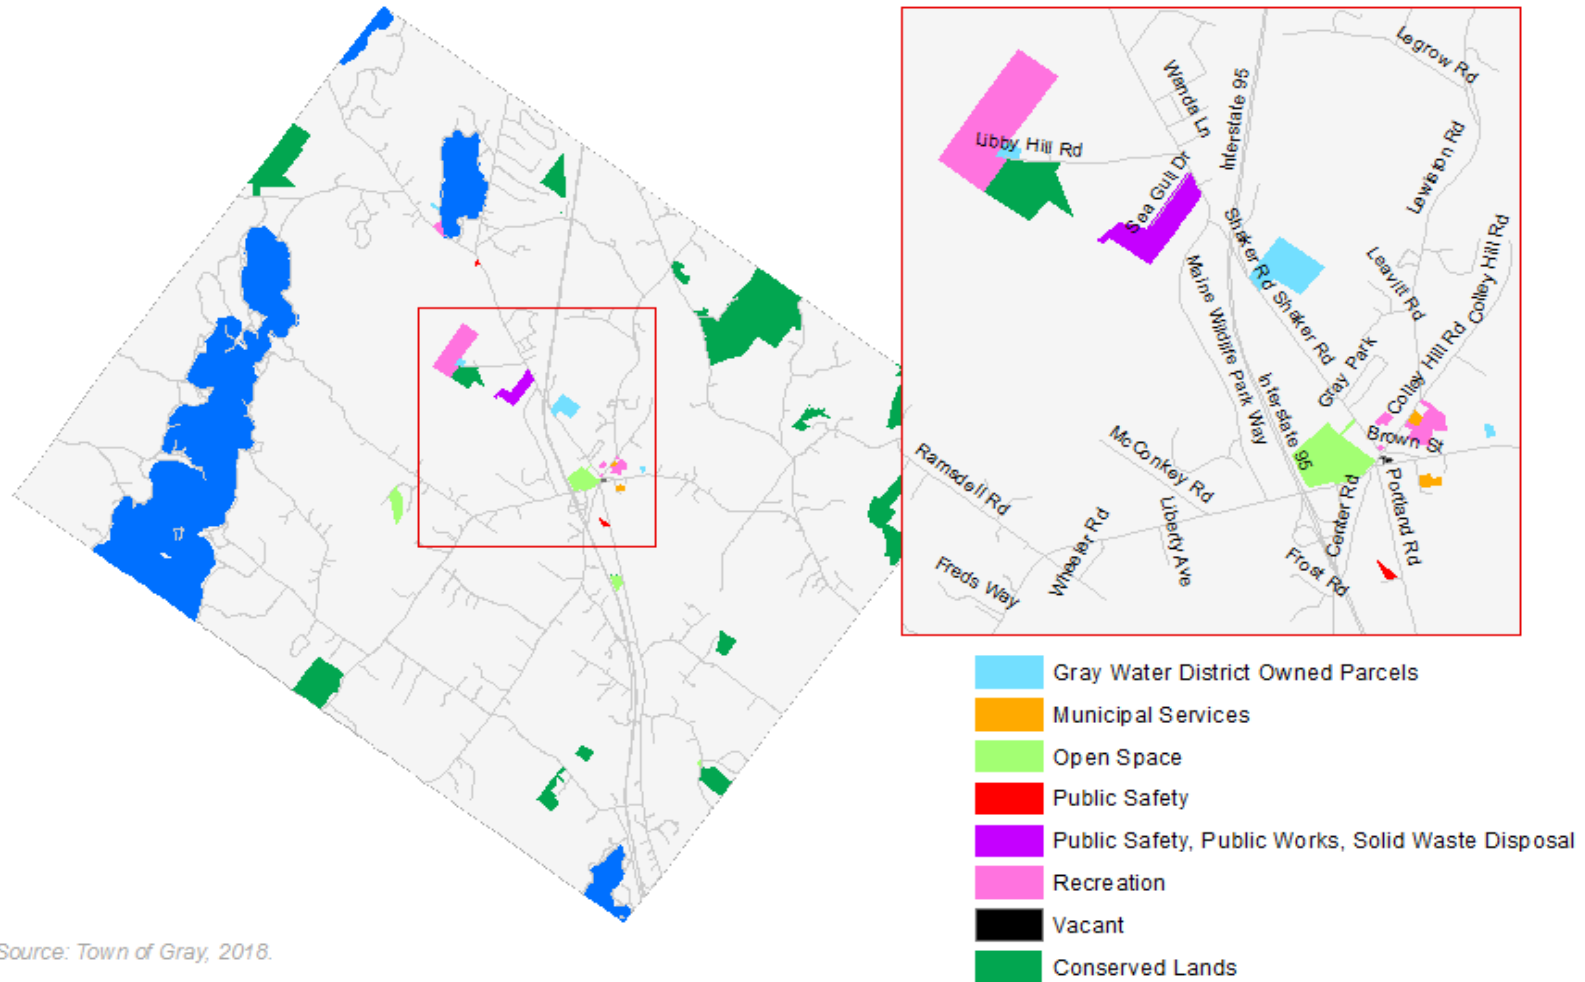 Legrow Rd
Wanda Ln
Interstate 95
Libby Hill Rd
Lewiston Rd
Sea Gull Dr
Shaker Rd
Shaker Rd
Colley Hill Rd
Leavitt Rd
Maine Wildlife Park Way
Gray Park
Colley Hill Rd
Interstate 95
Brown St
McConkey Rd
Ramsdell Rd
Portland Rd
Center Rd
Liberty Ave
Wheeler Rd
Frost Rd
Freds Way
Gray Water District Owned Parcels
Municipal Services
Open Space
Public Safety
Public Safety, Public Works, Solid Waste Disposal
Recreation
Vacant
Conserved Lands
Source: Town of Gray, 2018.